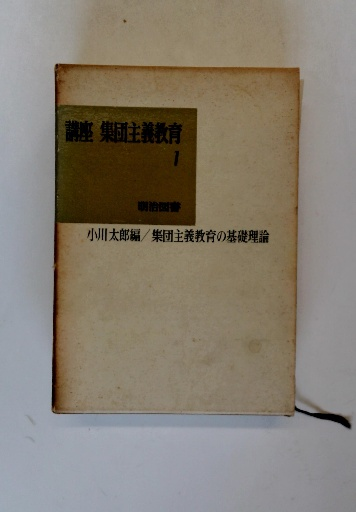 講座 集団主義教育
1
明治図書
小川太郎編/集団主義教育の基礎理論